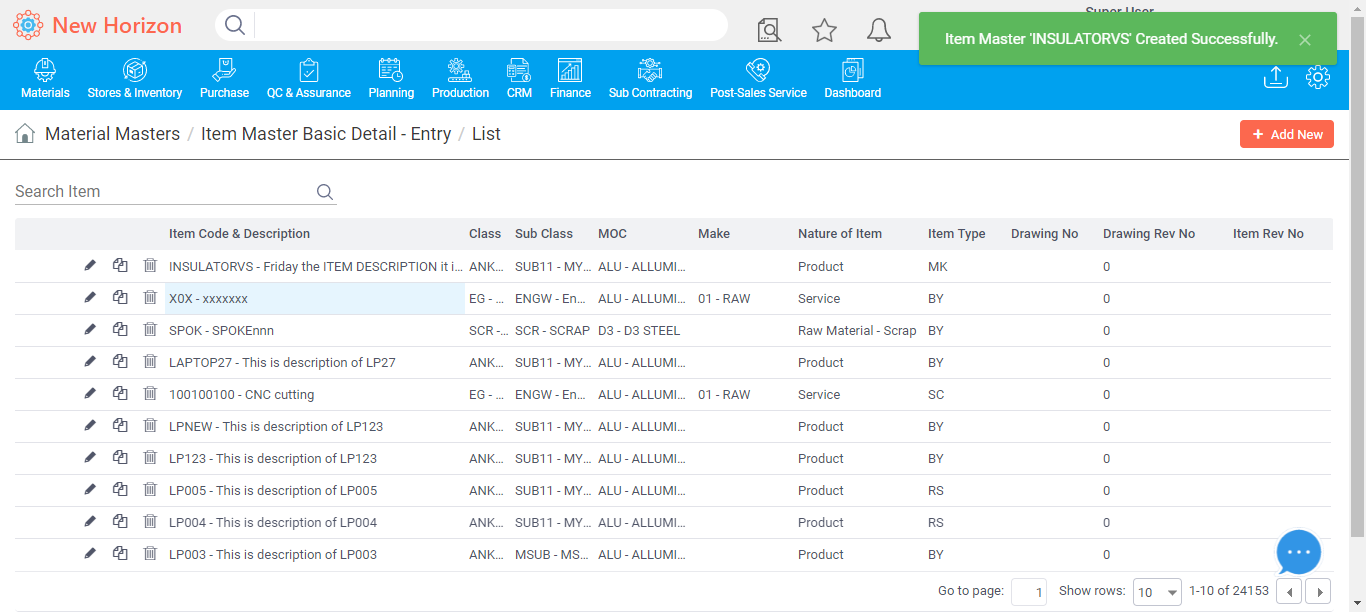 New Horizon
Super User
Item Master 'INSULATORVS' Created Successfully.
Materials Stores & Inventory Purchase QC & Assurance Planning Production CRM Finance Sub Contracting Post-Sales Service Dashboard
Material Masters / Item Master Basic Detail - Entry / List
+ Add New
Search Item
Item Code & Description Class Sub Class MOC Make Nature of Item Item Type Drawing No Drawing Rev No Item Rev No
INSULATORVS - Friday the ITEM DESCRIPTION it i... ANK... SUB11 - MY... ALU - ALLUMI... Product MK 0
X0X - xxxxxxx EG - ... ENGW - En... ALU - ALLUMI... 01 - RAW Service BY 0
SPOK - SPOKEnnn SCR -... SCR - SCRAP D3 - D3 STEEL Raw Material - Scrap BY 0
LAPTOP27 - This is description of LP27 ANK... SUB11 - MY... ALU - ALLUMI... Product BY 0
100100100 - CNC cutting EG - ... ENGW - En... ALU - ALLUMI... 01 - RAW Service SC 0
LPNEW - This is description of LP123 ANK... SUB11 - MY... ALU - ALLUMI... Product BY 0
LP123 - This is description of LP123 ANK... SUB11 - MY... ALU - ALLUMI... Product BY 0
LP005 - This is description of LP005 ANK... SUB11 - MY... ALU - ALLUMI... Product RS 0
LP004 - This is description of LP004 ANK... SUB11 - MY... ALU - ALLUMI... Product RS 0
LP003 - This is description of LP003 ANK... MSUB - MS... ALU - ALLUMI... Product BY 0
Go to page: 1 Show rows: 10 1-10 of 24153